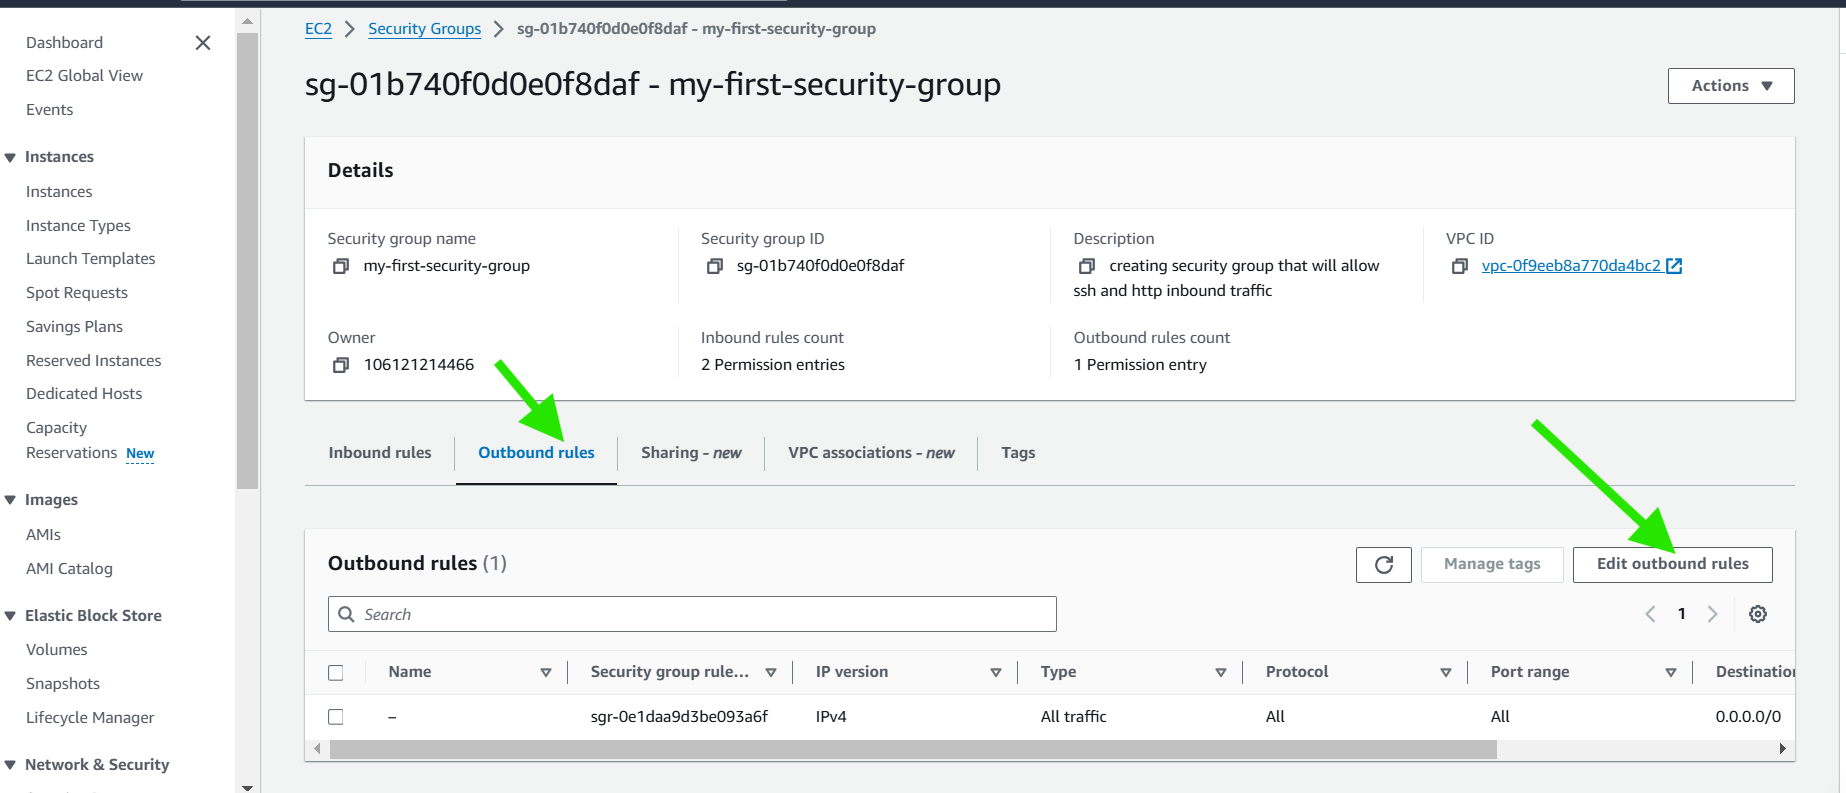 Dashboard
EC2 Global View
Events
Instances
Instances
Instance Types
Launch Templates
Spot Requests
Savings Plans
Reserved Instances
Dedicated Hosts
Capacity
Reservations New
Images
AMIs
AMI Catalog
Elastic Block Store
Volumes
Snapshots
Lifecycle Manager
Network & Security
EC2 > Security Groups > sg-01b740f0d0e0f8daf - my-first-security-group
sg-01b740f0d0e0f8daf - my-first-security-group
Actions
Details
Security group name
my-first-security-group
Security group ID
sg-01b740f0d0e0f8daf
Description
creating security group that will allow
ssh and http inbound traffic
VPC ID
vpc-0f9eeb8a770da4bc2
Owner
106121214466
Inbound rules count
2 Permission entries
Outbound rules count
1 Permission entry
Inbound rules
Outbound rules
Sharing - new
VPC associations - new
Tags
Outbound rules (1)
Manage tags
Edit outbound rules
Search
1
Name
Security group rule...
IP version
Type
Protocol
Port range
Destination
–
sgr-0e1daa9d3be093a6f
IPv4
All traffic
All
All
0.0.0.0/0